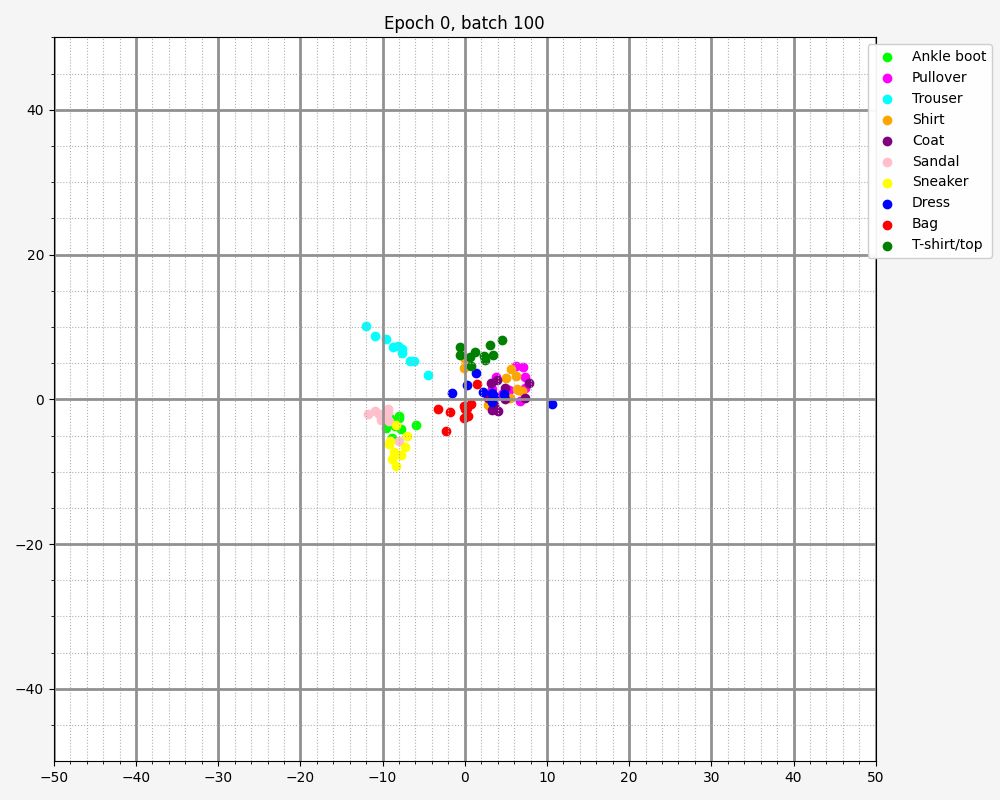 Epoch 0, batch 100
Ankle boot
Pullover
Trouser
Shirt
Coat
Sandal
Sneaker
Dress
Bag
T-shirt/top
40
20
0
−20
−40
−50 −40 −30 −20 −10 0 10 20 30 40 50